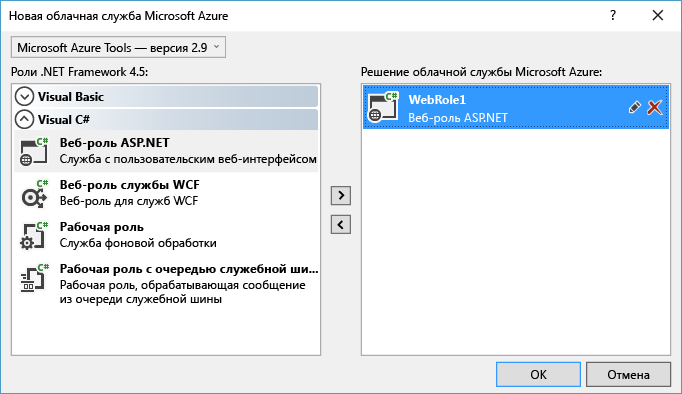 Новая облачная служба Microsoft Azure
Microsoft Azure Tools — версия 2.9
Роли .NET Framework 4.5:
Visual Basic
Visual C#
C#
Веб-роль ASP.NET
Служба с пользовательским веб-интерфейсом
C#
Веб-роль службы WCF
Веб-роль для служб WCF
C#
Рабочая роль
Служба фоновой обработки
C#
Рабочая роль с очередью служебной ши...
Рабочая роль, обрабатывающая сообщение
из очереди служебной шины
Решение облачной службы Microsoft Azure:
C#
WebRole1
Веб-роль ASP.NET
OK
Отмена